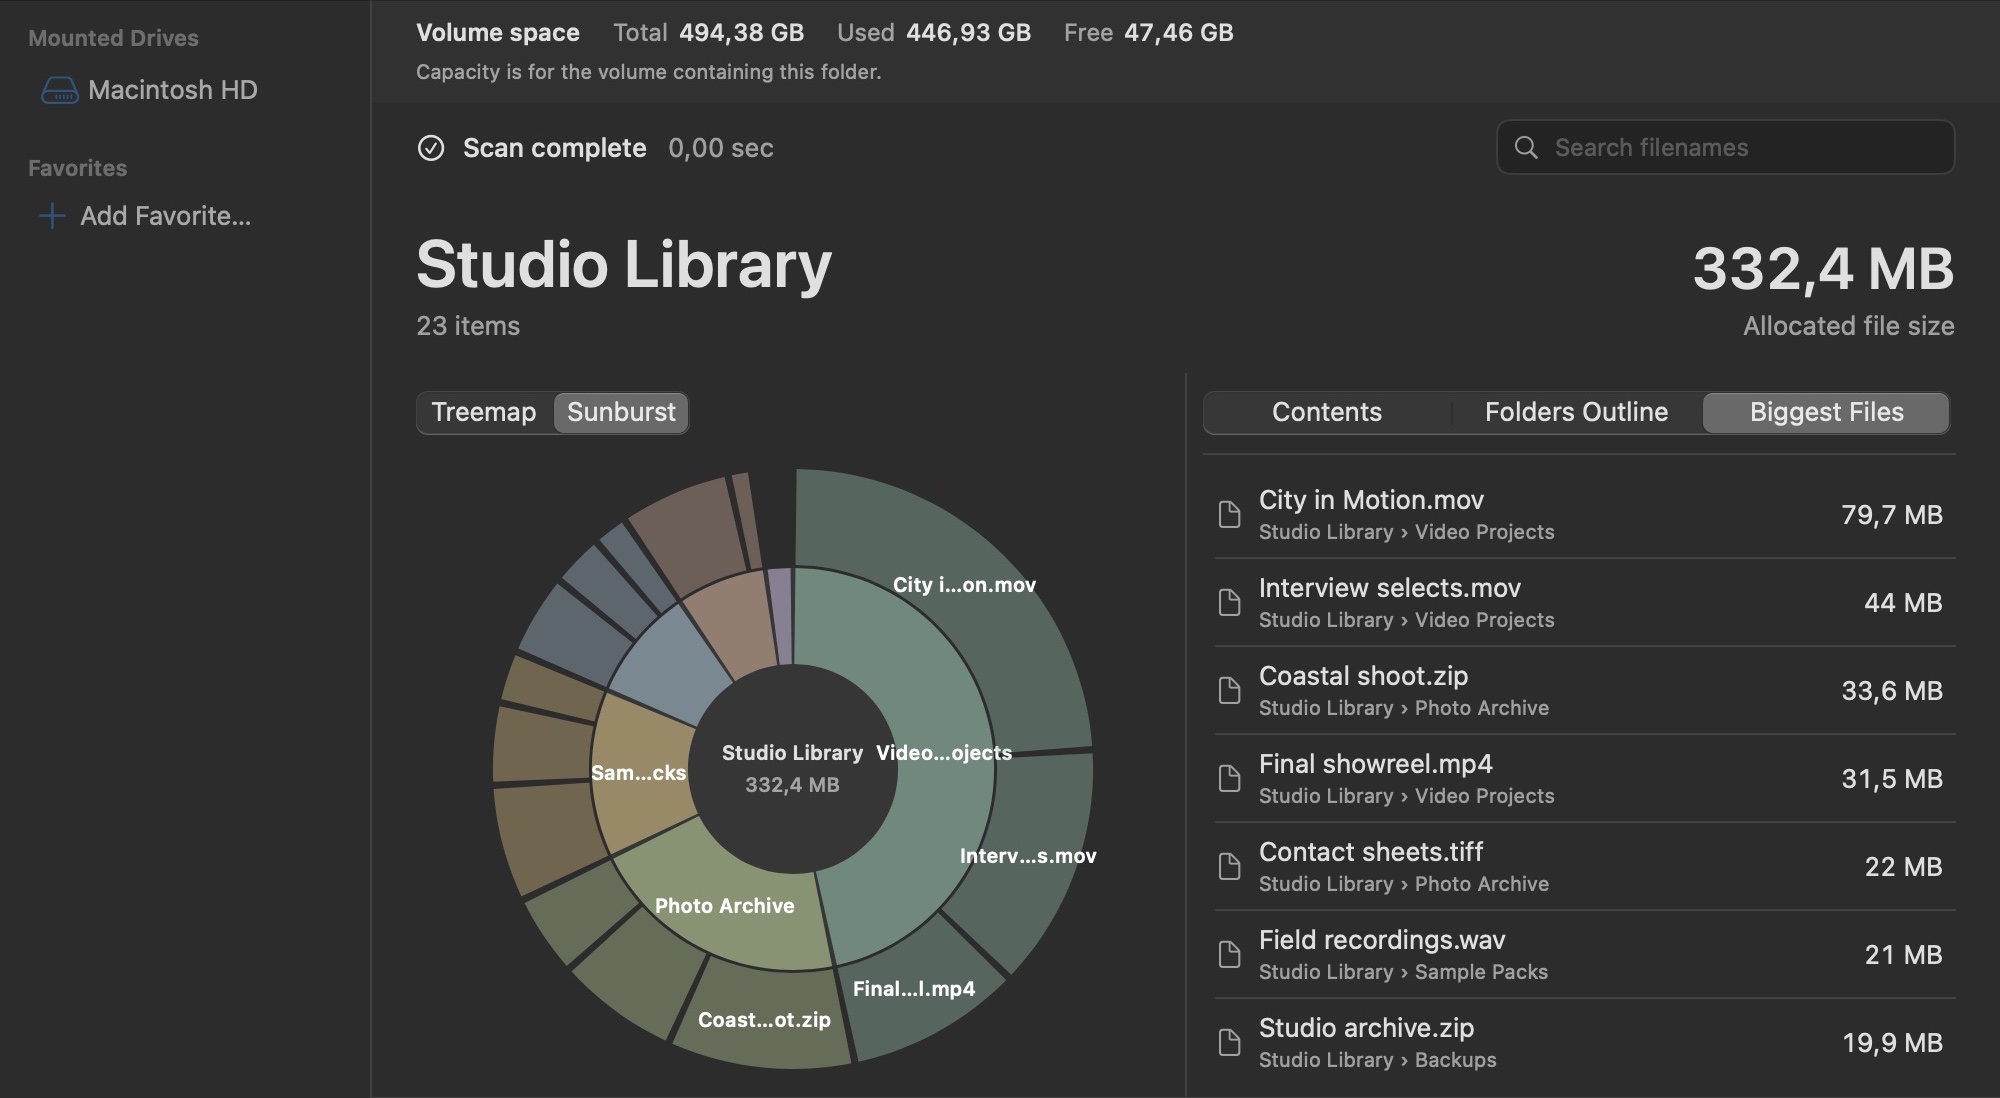 Mounted Drives
Macintosh HD
Favorites
Add Favorite...
Volume space Total 494,38 GB Used 446,93 GB Free 47,46 GB
Capacity is for the volume containing this folder.
Scan complete 0,00 sec
Search filenames
Studio Library
23 items
332,4 MB
Allocated file size
Treemap Sunburst
City i...on.mov
Studio Library
332,4 MB
Video...ojects
Sam...cks
Interv...s.mov
Photo Archive
Final...l.mp4
Coast...ot.zip
Contents Folders Outline Biggest Files
City in Motion.mov
Studio Library › Video Projects
79,7 MB
Interview selects.mov
Studio Library › Video Projects
44 MB
Coastal shoot.zip
Studio Library › Photo Archive
33,6 MB
Final showreel.mp4
Studio Library › Video Projects
31,5 MB
Contact sheets.tiff
Studio Library › Photo Archive
22 MB
Field recordings.wav
Studio Library › Sample Packs
21 MB
Studio archive.zip
Studio Library › Backups
19,9 MB